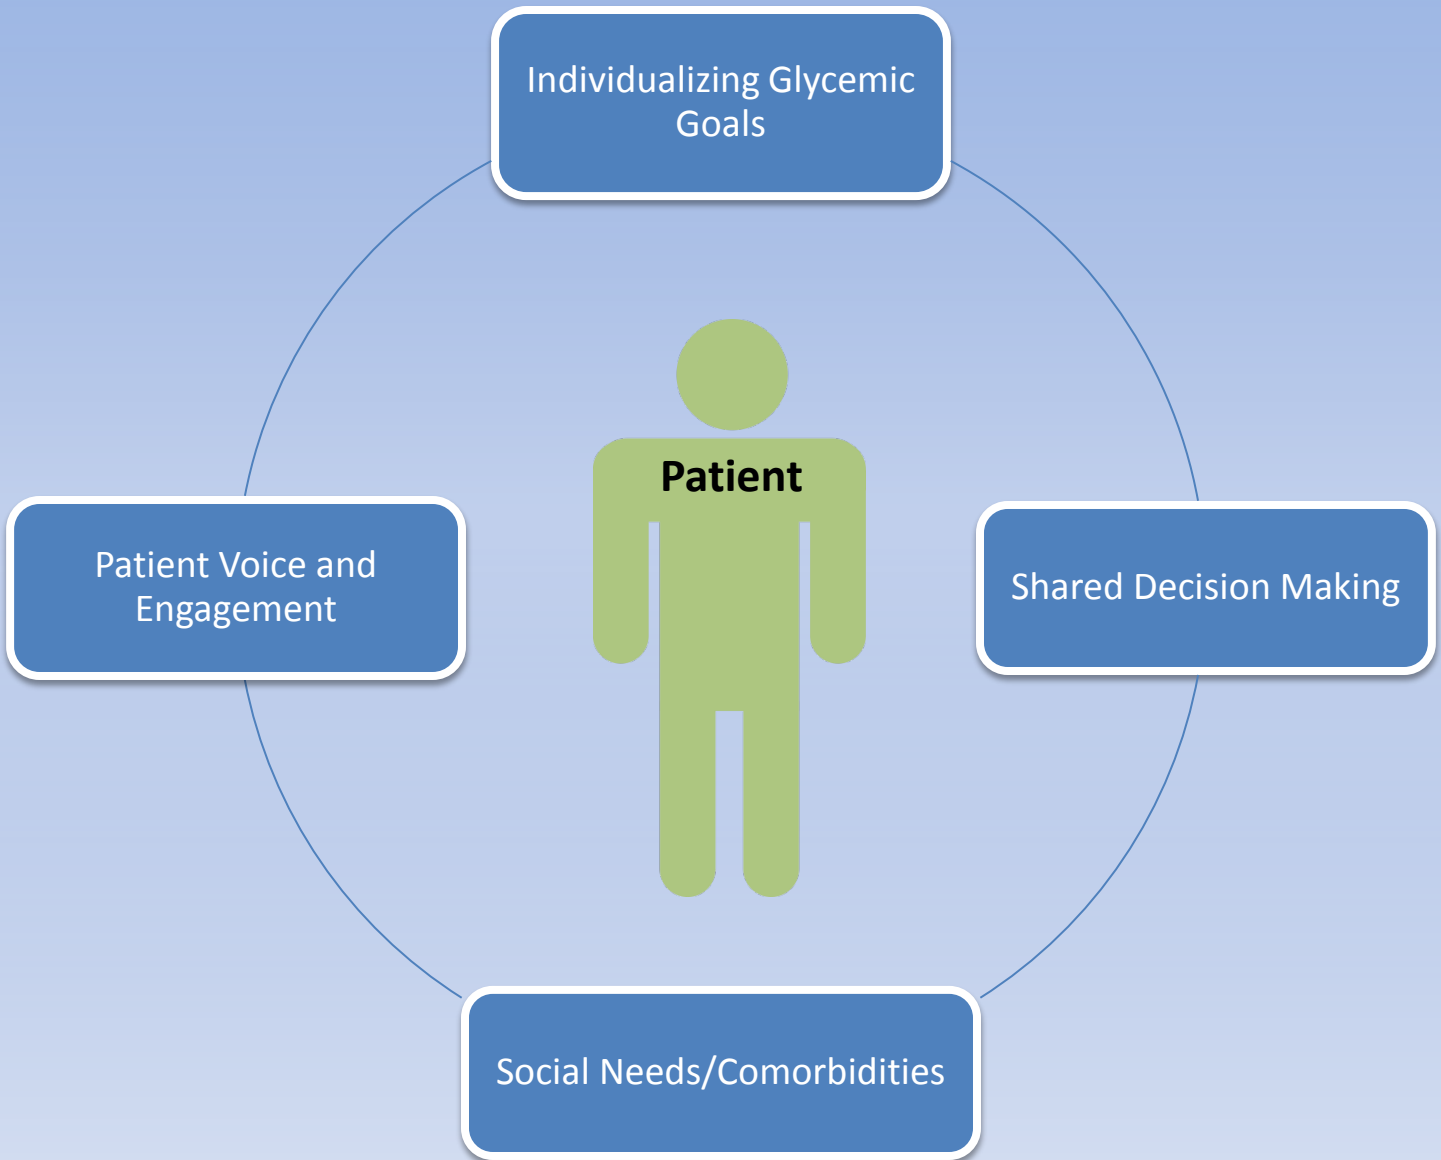 Individualizing Glycemic
Goals
Patient
Patient Voice and
Engagement
Shared Decision Making
Social Needs/Comorbidities